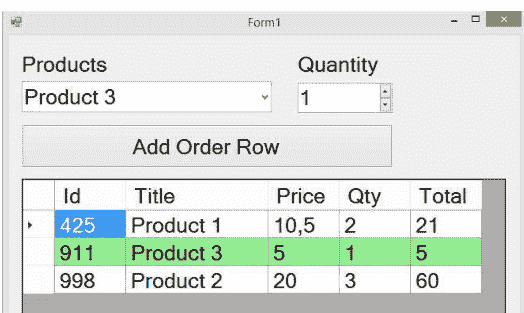 Form1
Products Quantity
Product 3 1
Add Order Row
Id Title Price Qty Total
425 Product 1 10,5 2 21
911 Product 3 5 1 5
998 Product 2 20 3 60